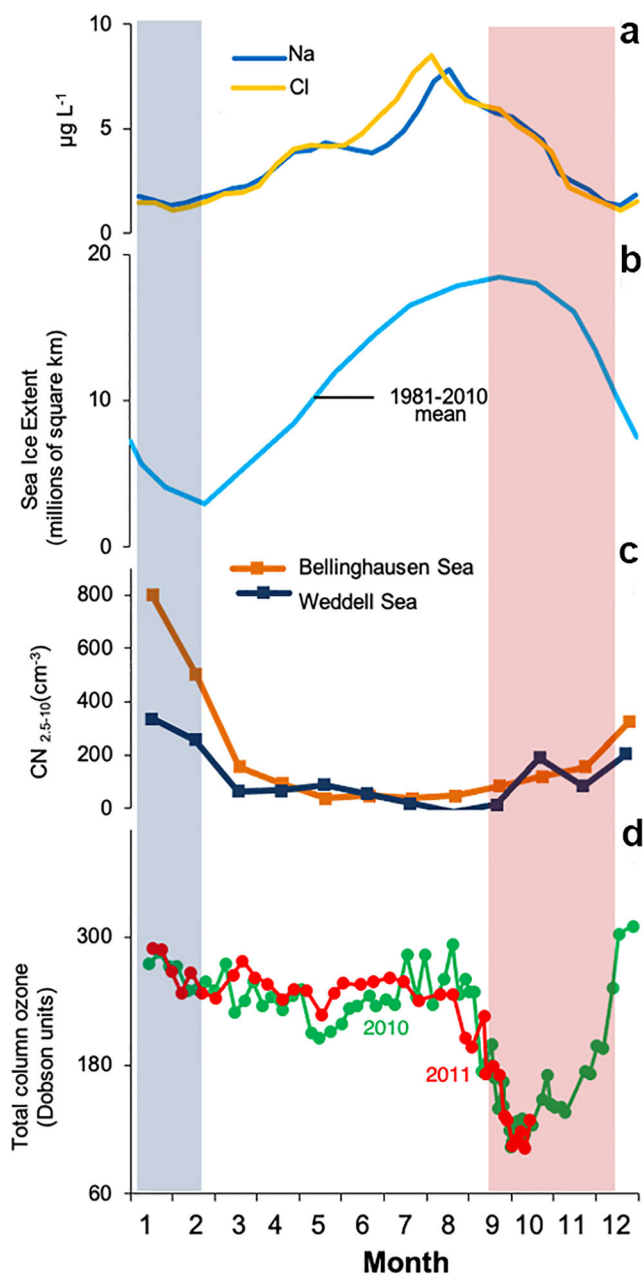 a
10
5
0
µg L-1
Na
Cl
b
20
10
0
Sea Ice Extent
(millions of square km)
1981-2010
mean
c
800
600
400
200
0
CN 2.5-10(cm-3)
Bellinghausen Sea
Weddell Sea
d
300
180
60
Total column ozone
(Dobson units)
2010
2011
1 2 3 4 5 6 7 8 9 10 11 12
Month